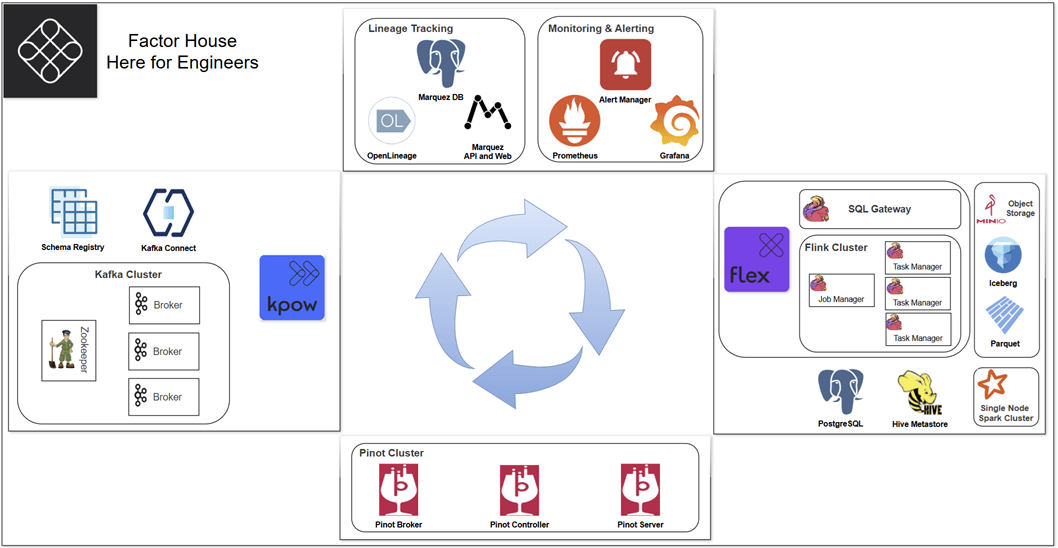 Factor House
Here for Engineers
Lineage Tracking
Marquez DB
OL
OpenLineage
Marquez
API and Web
Monitoring & Alerting
Alert Manager
Prometheus
Grafana
Schema Registry
Kafka Connect
Kafka Cluster
Zookeeper
Broker
Broker
Broker
kpow
flex
SQL Gateway
Flink Cluster
Job Manager
Task Manager
Task Manager
Task Manager
MINIO
Object
Storage
Iceberg
Parquet
PostgreSQL
HIVE
Hive Metastore
Single Node
Spark Cluster
Pinot Cluster
Pinot Broker
Pinot Controller
Pinot Server